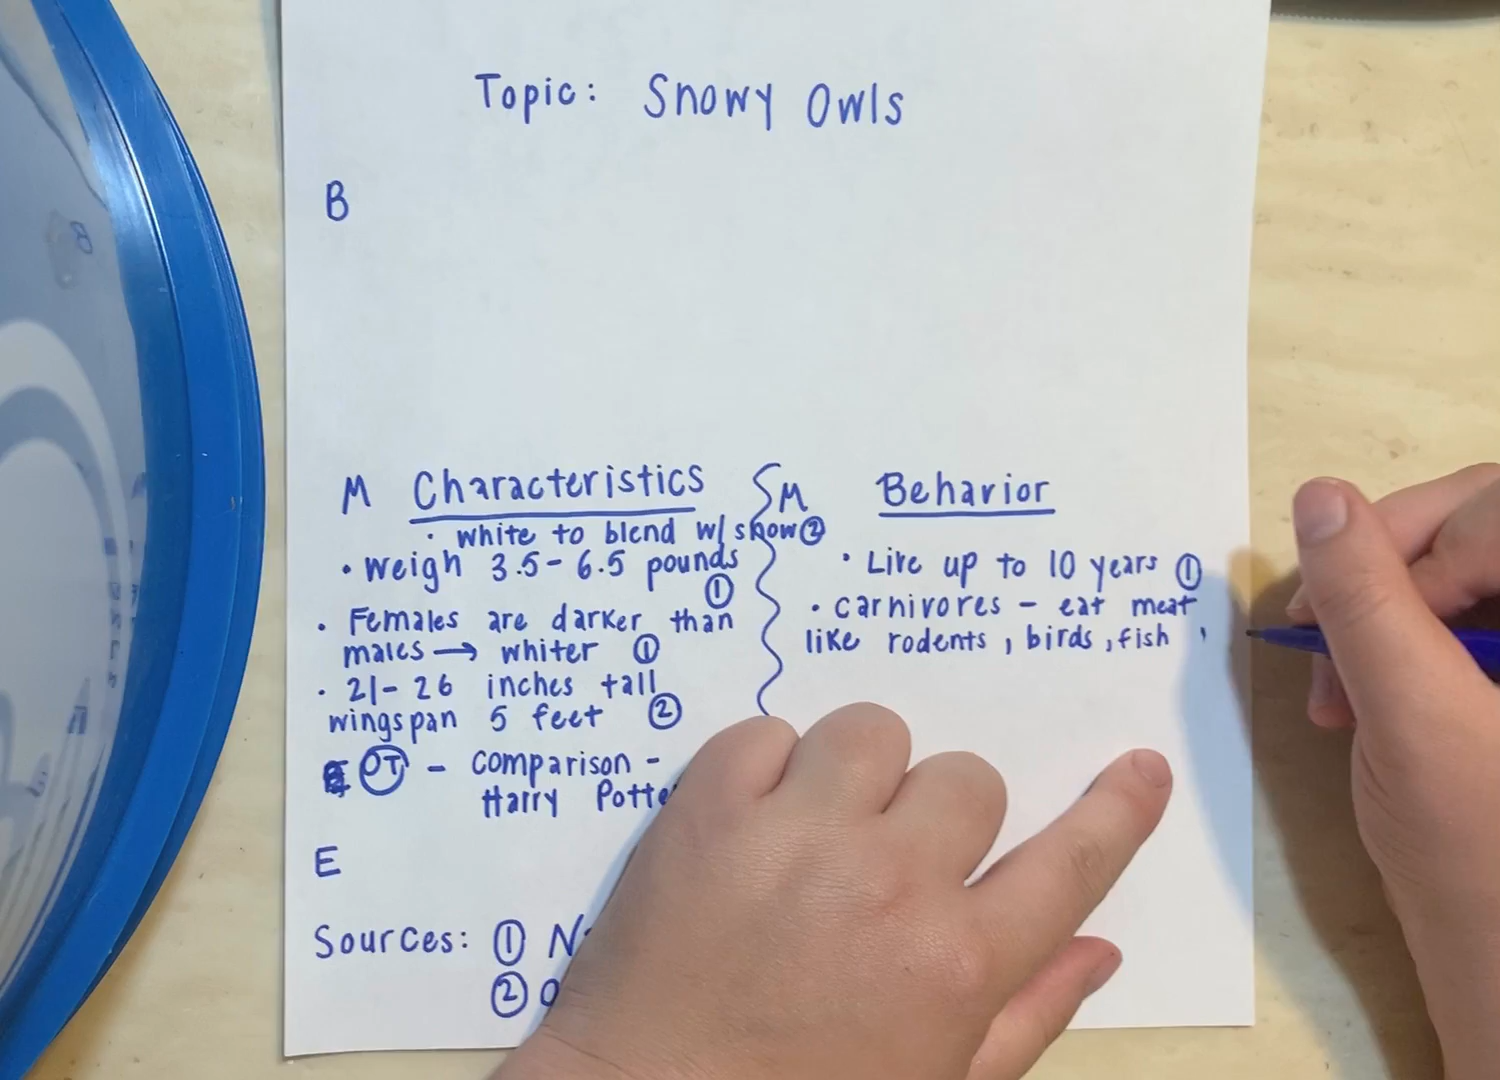 Topic: Snowy Owls
B
M Characteristics
• white to blend w/ snow ②
• weigh 3.5-6.5 pounds
①
• Females are darker than
males → whiter ①
• 21-26 inches tall
wingspan 5 feet ②
OT - comparison -
Harry
M Behavior
• Live up to 10 years ①
• carnivores - eat meat
like rodents, birds, fish,
E
Sources: ①
②